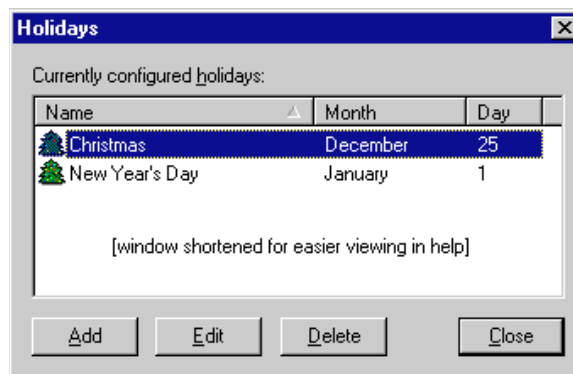 Holidays
Currently configured holidays:
Name Month Day
Christmas December 25
New Year's Day January 1
[window shortened for easier viewing in help]
Add Edit Delete Close